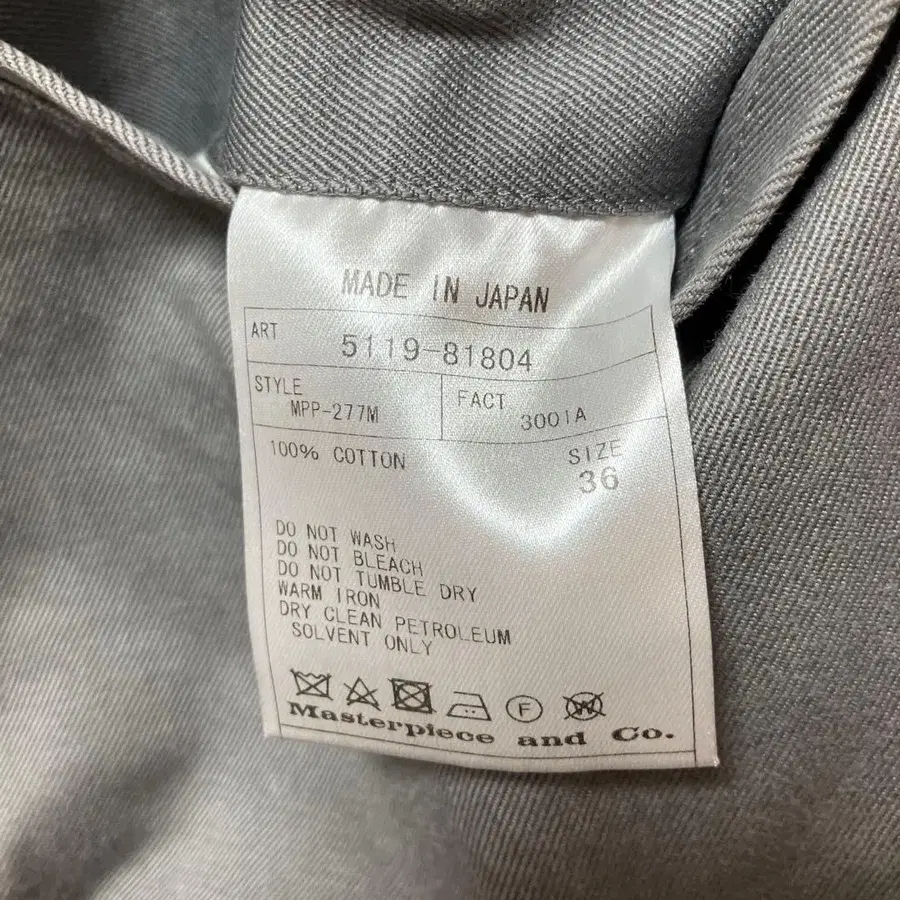 MADE IN JAPAN
ART 5119-81804
STYLE MPP-277M
FACT 3001A
100% COTTON
SIZE 36
DO NOT WASH
DO NOT BLEACH
DO NOT TUMBLE DRY
WARM IRON
DRY CLEAN PETROLEUM
SOLVENT ONLY
F W
Masterpiece and Co.